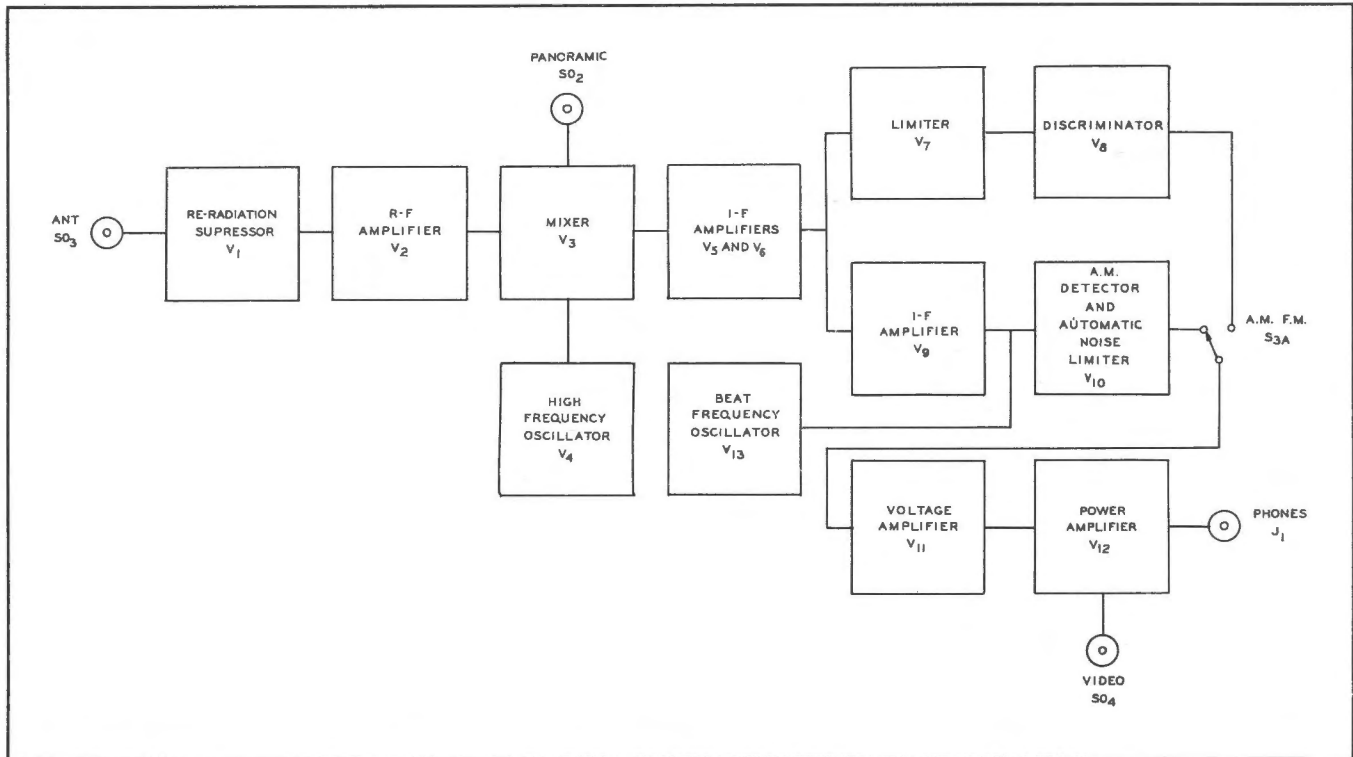 PANORAMIC
SO2
LIMITER
V7
DISCRIMINATOR
V8
ANT
SO3
RE-RADIATION
SUPRESSOR
V1
R-F
AMPLIFIER
V2
MIXER
V3
I-F
AMPLIFIERS
V5 AND V6
I-F
AMPLIFIER
V9
A.M.
DETECTOR
AND
AUTOMATIC
NOISE
LIMITER
V10
A.M. F.M.
S3A
HIGH
FREQUENCY
OSCILLATOR
V4
BEAT
FREQUENCY
OSCILLATOR
V13
VOLTAGE
AMPLIFIER
V11
POWER
AMPLIFIER
V12
PHONES
J1
VIDEO
SO4